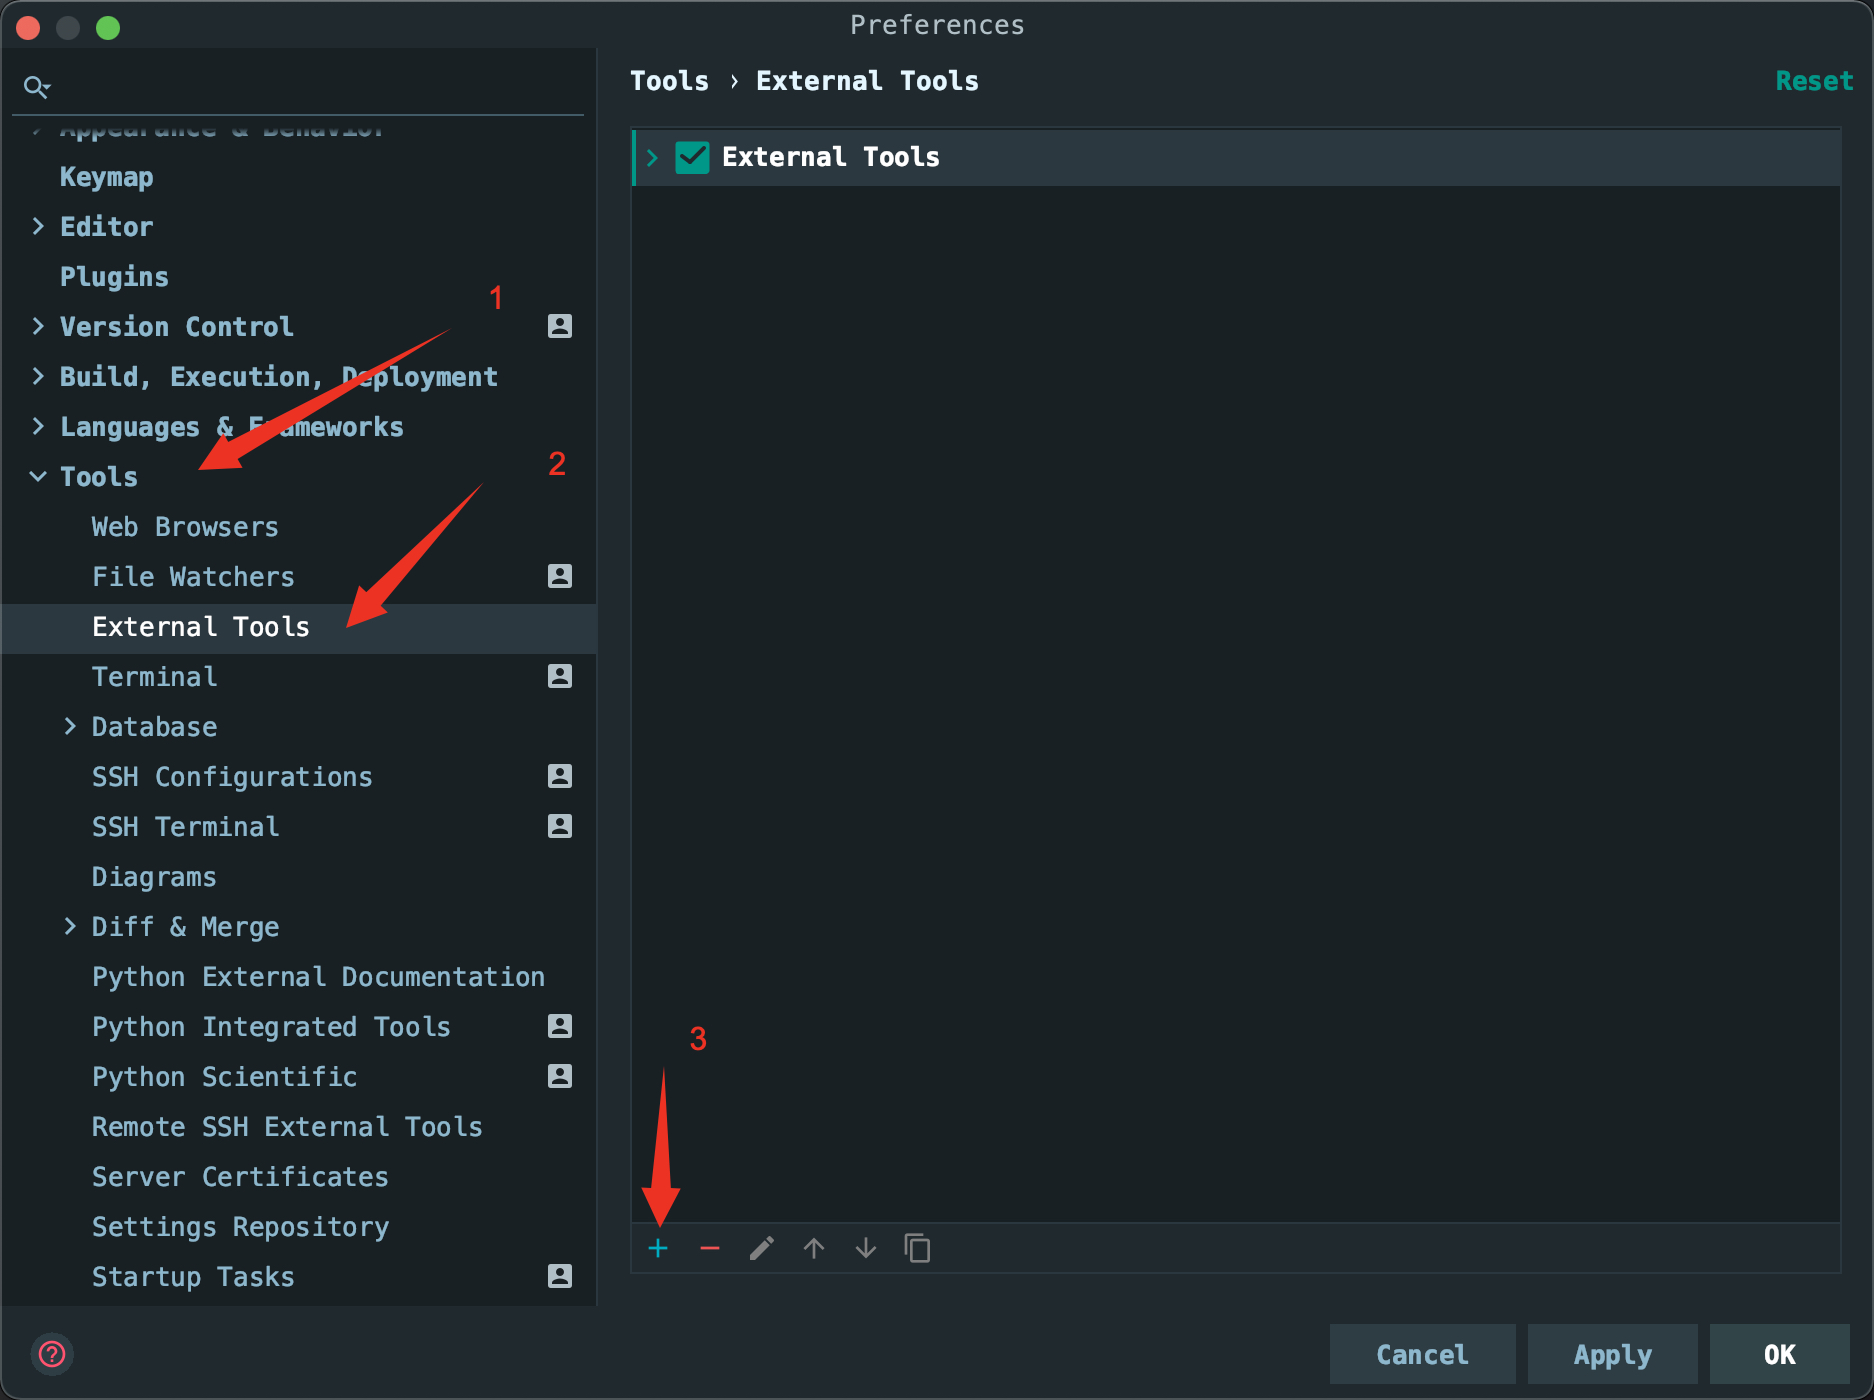 Preferences
Tools › External Tools
Reset
Appearance & Behavior
Keymap
Editor
Plugins
1
Version Control
Build, Execution, Deployment
Languages & Frameworks
2
Tools
Web Browsers
File Watchers
External Tools
Terminal
Database
SSH Configurations
SSH Terminal
Diagrams
Diff & Merge
Python External Documentation
Python Integrated Tools
Python Scientific
Remote SSH External Tools
Server Certificates
Settings Repository
Startup Tasks
External Tools
3
?
Cancel
Apply
OK